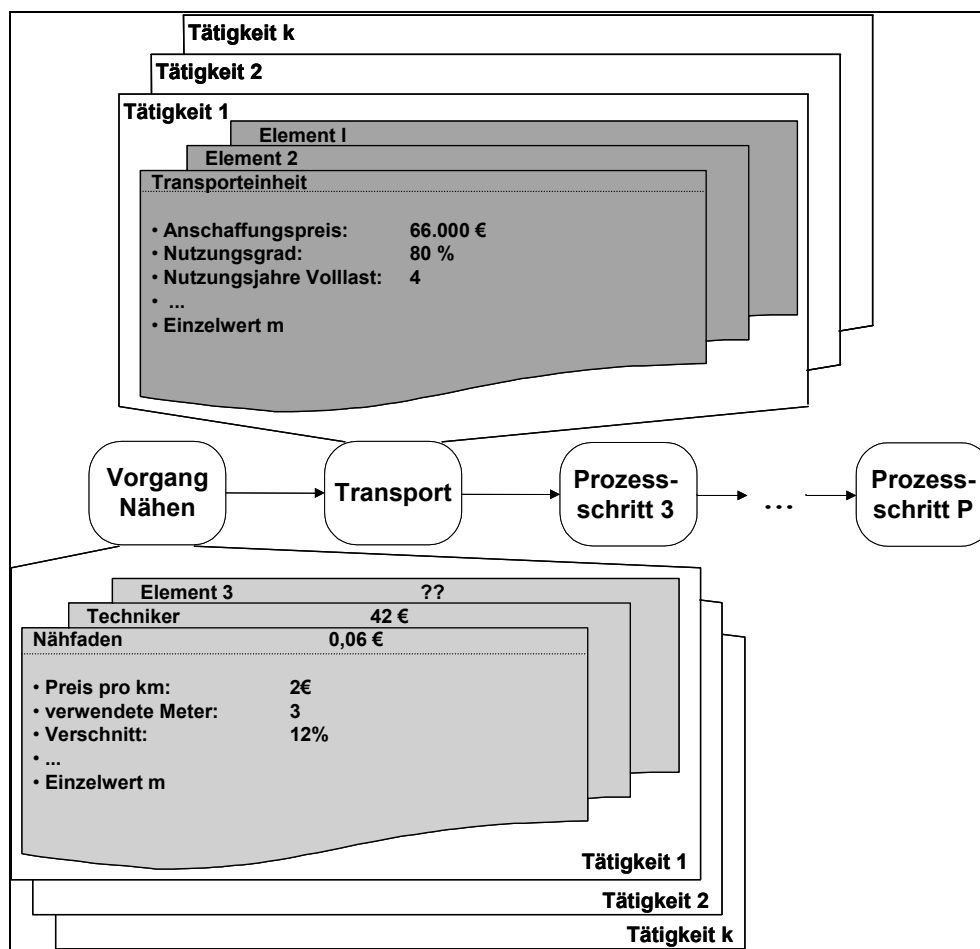 Tätigkeit k
Tätigkeit 2
Tätigkeit 1
Element l
Element 2
Transporteinheit
• Anschaffungspreis: 66.000 €
• Nutzungsgrad: 80 %
• Nutzungsjahre Volllast: 4
• ...
• Einzelwert m
Vorgang
Nähen
Transport
Prozess-
schritt 3
...
Prozess-
schritt P
Element 3 ??
Techniker 42 €
Nähfaden 0,06 €
• Preis pro km: 2€
• verwendete Meter: 3
• Verschnitt: 12%
• ...
• Einzelwert m
Tätigkeit 1
Tätigkeit 2
Tätigkeit k